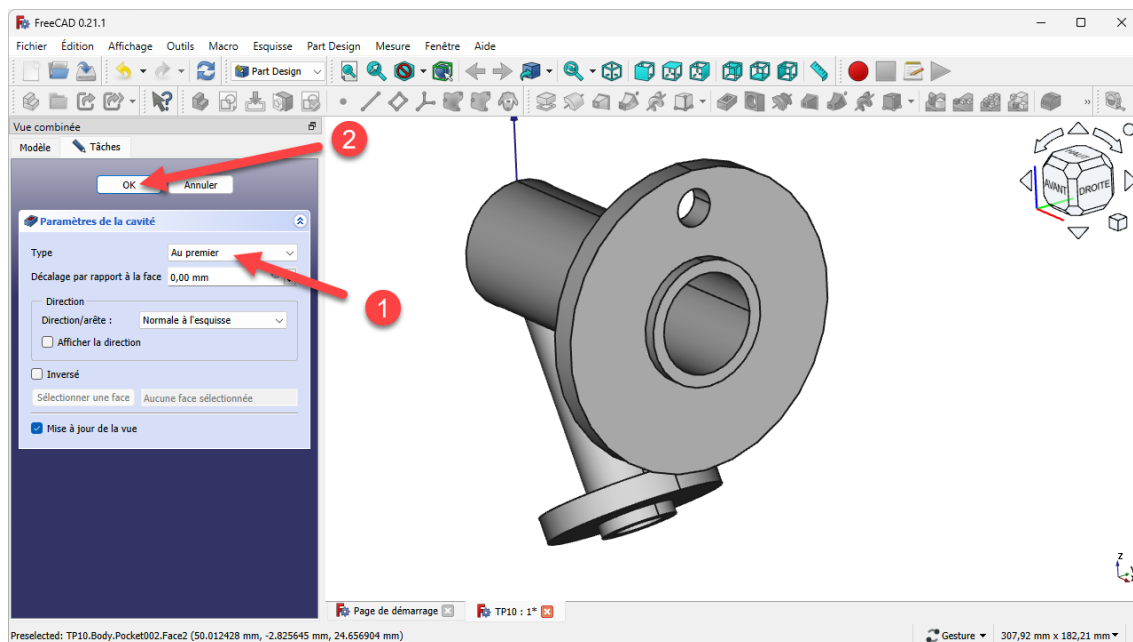 FreeCAD 0.21.1
Fichier Édition Affichage Outils Macro Esquisse Part Design Mesure Fenêtre Aide
Part Design
Vue combinée
Modèle Tâches
2
OK Annuler
Paramètres de la cavité
Type Au premier
Décalage par rapport à la face 0,00 mm
1
Direction
Direction/arête : Normale à l'esquisse
Afficher la direction
Inversé
Sélectionner une face Aucune face sélectionnée
Mise à jour de la vue
HAUT
AVANT DROITE
Z
Page de démarrage TP10 : 1*
Preselected: TP10.Body.Pocket002.Face2 (50.012428 mm, -2.825645 mm, 24.656904 mm) Gesture 307,92 mm x 182,21 mm